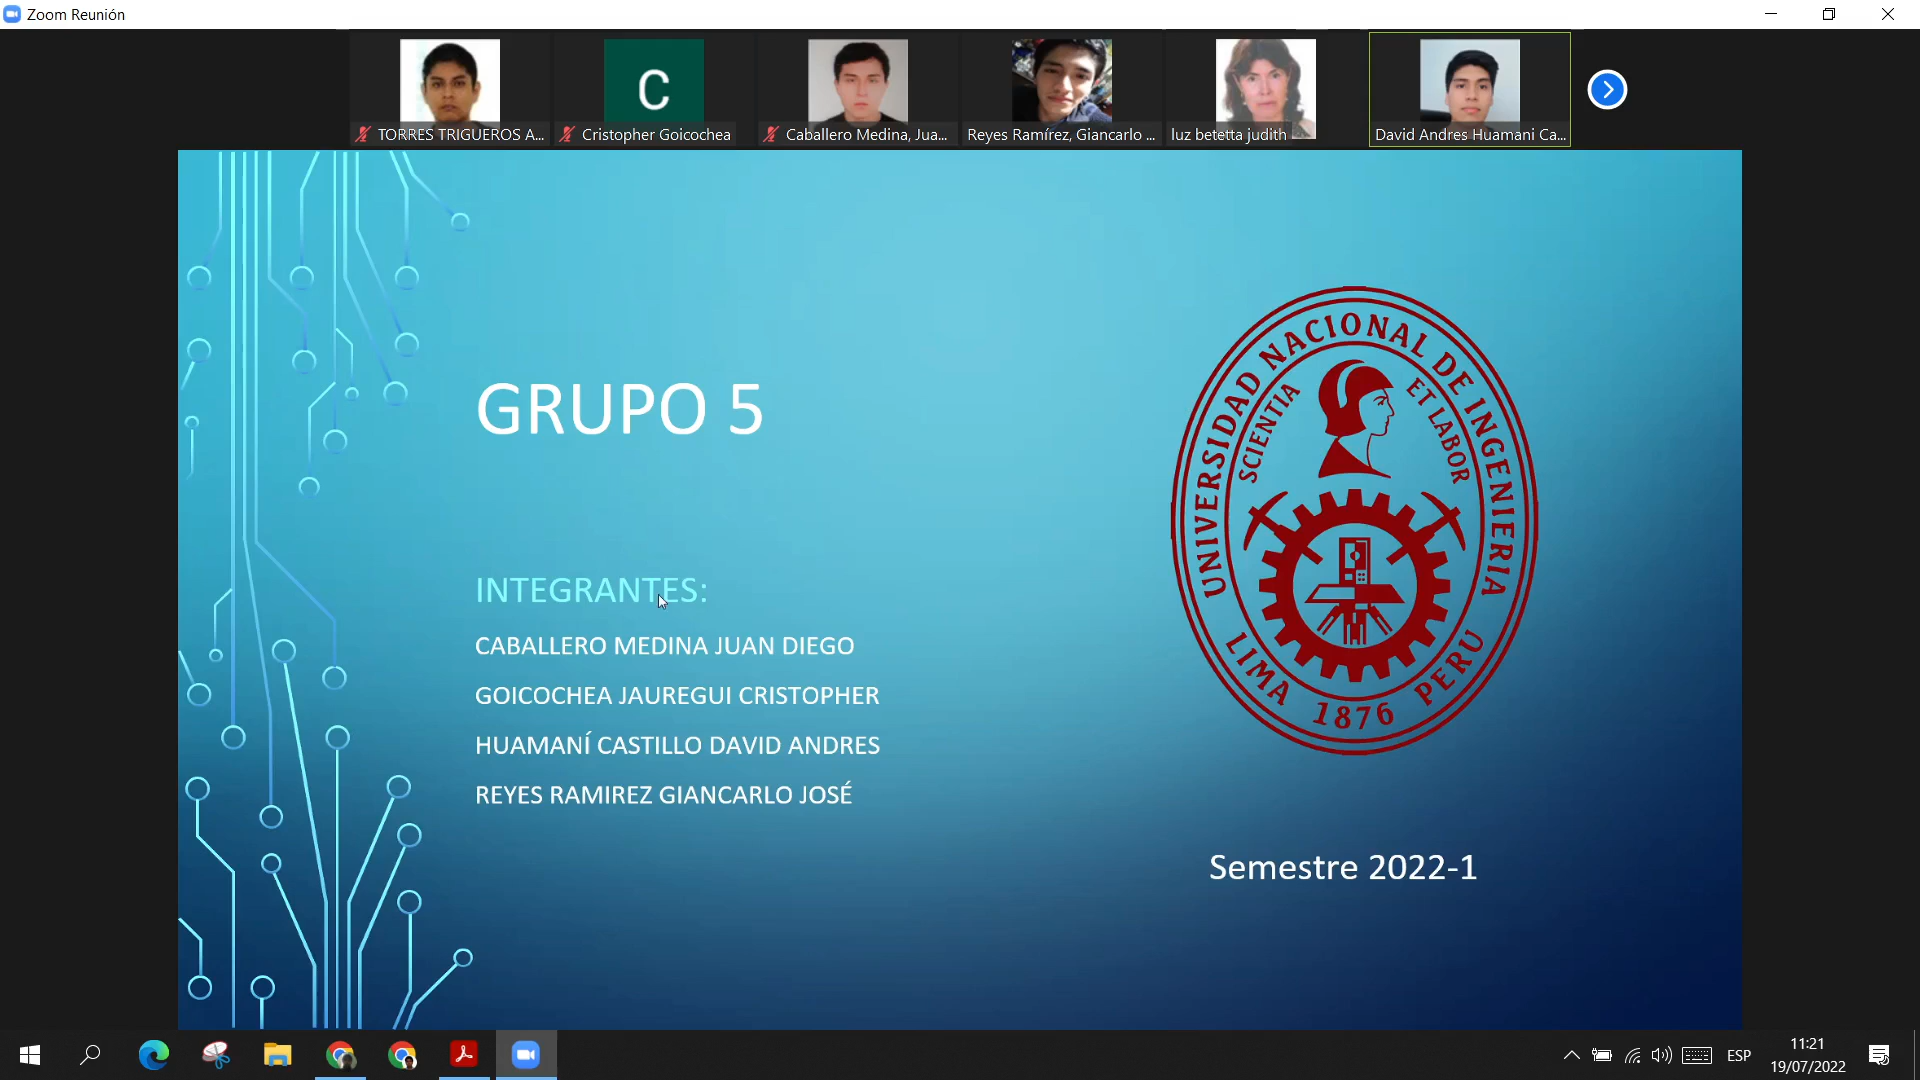 Zoom Reunión
C
TORRES TRIGUEROS A...
Cristopher Goicochea
Caballero Medina, Jua...
Reyes Ramírez, Giancarlo ...
luz betetta judith
David Andres Huamani Ca...
GRUPO 5
INTEGRANTES:
CABALLERO MEDINA JUAN DIEGO
GOICOCHEA JAUREGUI CRISTOPHER
HUAMANÍ CASTILLO DAVID ANDRES
REYES RAMIREZ GIANCARLO JOSÉ
UNIVERSIDAD NACIONAL DE INGENIERIA
SCIENTIA ET LABOR
LIMA 1876 PERU
Semestre 2022-1
ESP
11:21
19/07/2022